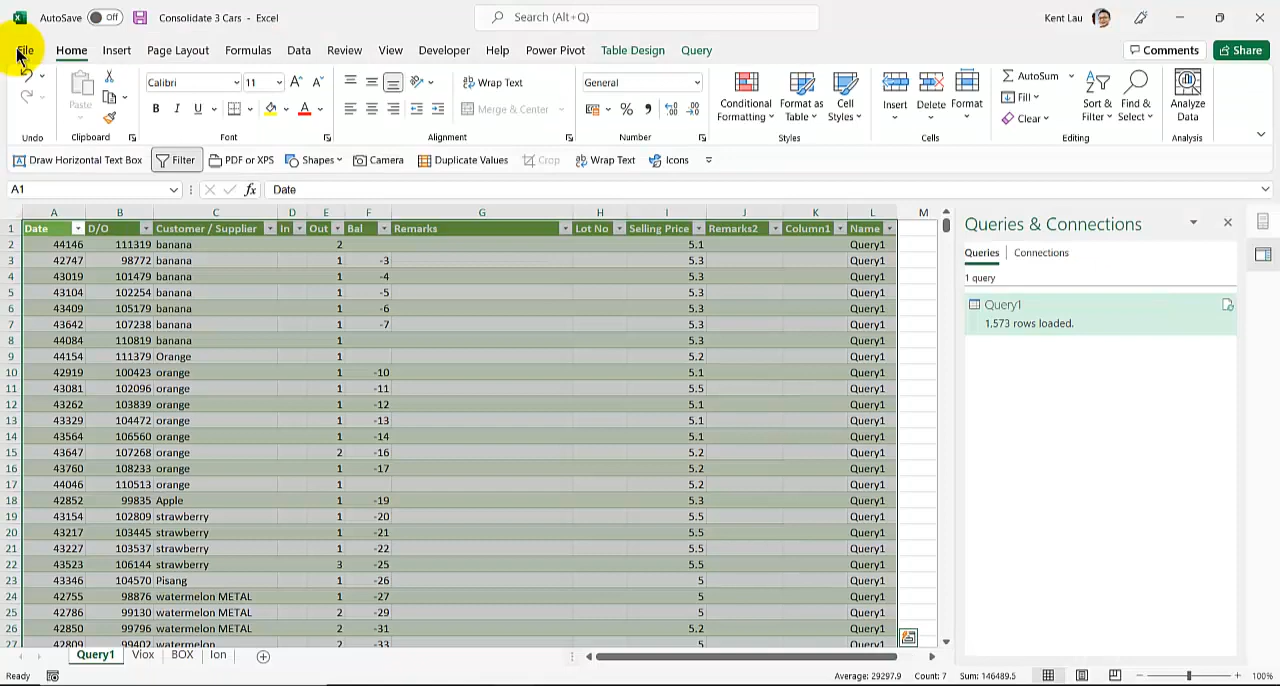 AutoSave Off Consolidate 3 Cars - Excel Search (Alt+Q) Kent Lau
File Home Insert Page Layout Formulas Data Review View Developer Help Power Pivot Table Design Query Comments Share
Paste Calibri 11 B I U Wrap Text Merge & Center General % Conditional Formatting Format as Table Cell Styles Insert Delete Format AutoSum Fill Clear Sort & Filter Find & Select Analyze Data
Undo Clipboard Font Alignment Number Styles Cells Editing Analysis
Draw Horizontal Text Box Filter PDF or XPS Shapes Camera Duplicate Values Crop Wrap Text Icons
A1 fx Date
A B C D E F G H I J K L M
1 Date D/O Customer / Supplier In Out Bal Remarks Lot No Selling Price Remarks2 Column1 Name
2 44146 111319 banana 2 5.1 Query1
3 42747 98772 banana 1 -3 5.3 Query1
4 43019 101479 banana 1 -4 5.3 Query1
5 43104 102254 banana 1 -5 5.3 Query1
6 43409 105179 banana 1 -6 5.3 Query1
7 43642 107238 banana 1 -7 5.3 Query1
8 44084 110819 banana 1 5.3 Query1
9 44154 111379 Orange 1 5.2 Query1
10 42919 100423 orange 1 -10 5.1 Query1
11 43081 102096 orange 1 -11 5.5 Query1
12 43262 103839 orange 1 -12 5.1 Query1
13 43329 104472 orange 1 -13 5.1 Query1
14 43564 106560 orange 1 -14 5.1 Query1
15 43647 107268 orange 2 -16 5.2 Query1
16 43760 108233 orange 1 -17 5.2 Query1
17 44046 110513 orange 1 5.2 Query1
18 42852 99835 Apple 1 -19 5.3 Query1
19 43154 102809 strawberry 1 -20 5.5 Query1
20 43217 103445 strawberry 1 -21 5.5 Query1
21 43227 103537 strawberry 1 -22 5.5 Query1
22 43523 106144 strawberry 3 -25 5.5 Query1
23 43346 104570 Pisang 1 -26 5 Query1
24 42755 98876 watermelon METAL 1 -27 5 Query1
25 42786 99130 watermelon METAL 2 -29 5 Query1
26 42850 99796 watermelon METAL 2 -31 5.2 Query1
27 42809 99402 watermelon 2 -33 5 Query1
Queries & Connections
Queries Connections
1 query
Query1
1,573 rows loaded.
Query1 Viox BOX Ion
Ready Average: 29297.9 Count: 7 Sum: 146489.5 100%